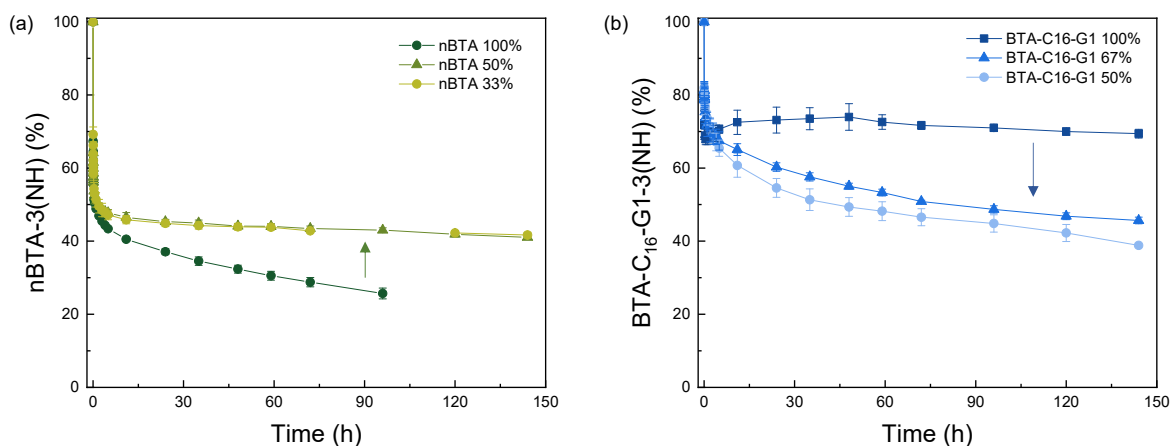 (a)
nBTA-3(NH) (%)
100
80
60
40
20
0
nBTA 100%
nBTA 50%
nBTA 33%
0 30 60 90 120 150
Time (h)
(b)
BTA-C₁₆-G1-3(NH) (%)
100
80
60
40
20
0
BTA-C16-G1 100%
BTA-C16-G1 67%
BTA-C16-G1 50%
0 30 60 90 120 150
Time (h)